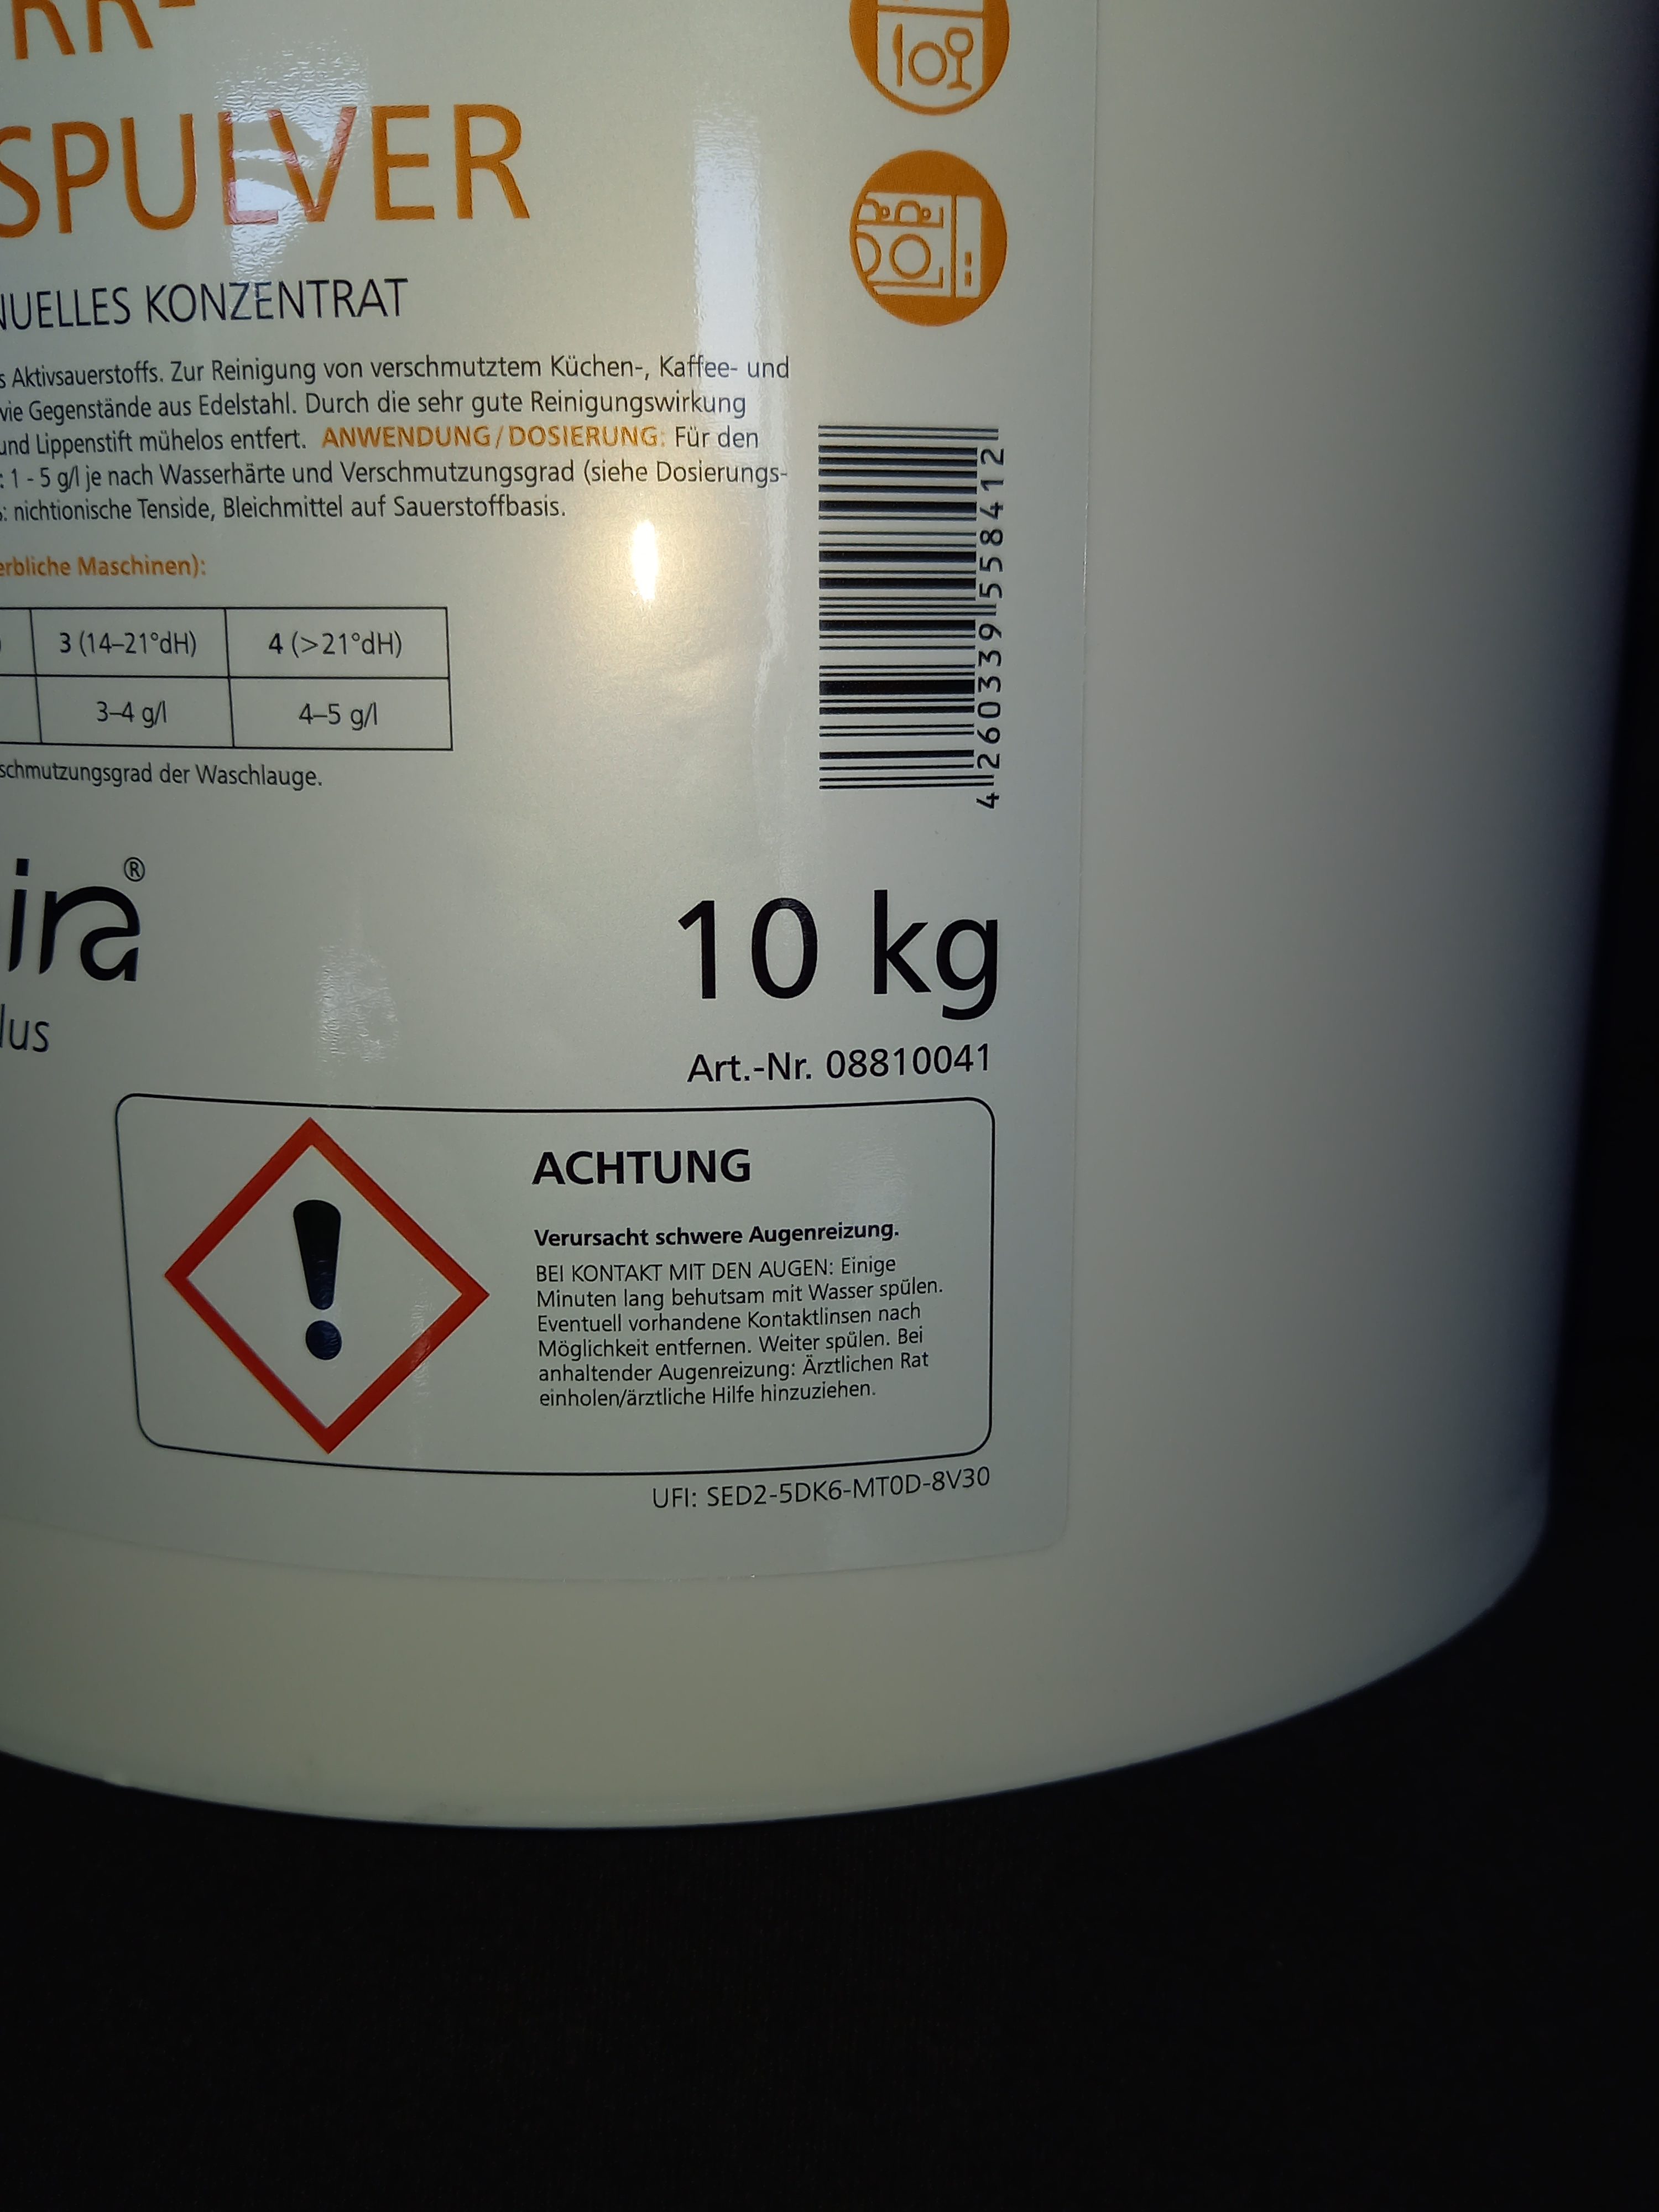 RR-
SPULVER
NUELLES KONZENTRAT
s Aktivsauerstoffs. Zur Reinigung von verschmutztem Küchen-, Kaffee- und
wie Gegenstände aus Edelstahl. Durch die sehr gute Reinigungswirkung
und Lippenstift mühelos entfert. ANWENDUNG/DOSIERUNG: Für den
: 1 - 5 g/l je nach Wasserhärte und Verschmutzungsgrad (siehe Dosierungs-
: nichtionische Tenside, Bleichmittel auf Sauerstoffbasis.
erbliche Maschinen):
3 (14–21°dH) 4 (>21°dH)
3–4 g/l 4–5 g/l
schmutzungsgrad der Waschlauge.
4 260339 558412
ira®
lus
10 kg
Art.-Nr. 08810041
ACHTUNG
Verursacht schwere Augenreizung.
BEI KONTAKT MIT DEN AUGEN: Einige
Minuten lang behutsam mit Wasser spülen.
Eventuell vorhandene Kontaktlinsen nach
Möglichkeit entfernen. Weiter spülen. Bei
anhaltender Augenreizung: Ärztlichen Rat
einholen/ärztliche Hilfe hinzuziehen.
UFI: SED2-5DK6-MT0D-8V30